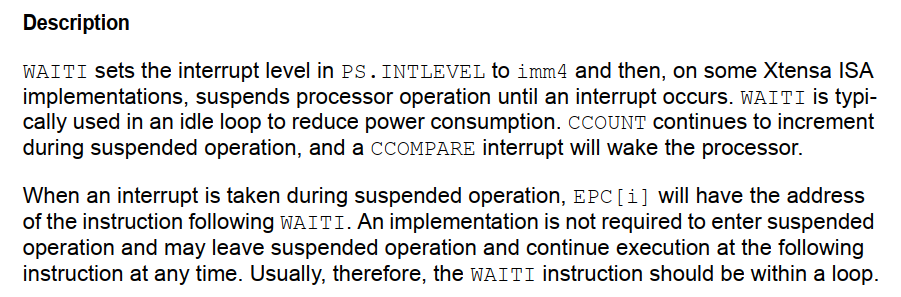 Description
WAITI sets the interrupt level in PS.INTLEVEL to imm4 and then, on some Xtensa ISA
implementations, suspends processor operation until an interrupt occurs. WAITI is typi-
cally used in an idle loop to reduce power consumption. CCOUNT continues to increment
during suspended operation, and a CCOMPARE interrupt will wake the processor.
When an interrupt is taken during suspended operation, EPC[i] will have the address
of the instruction following WAITI. An implementation is not required to enter suspended
operation and may leave suspended operation and continue execution at the following
instruction at any time. Usually, therefore, the WAITI instruction should be within a loop.